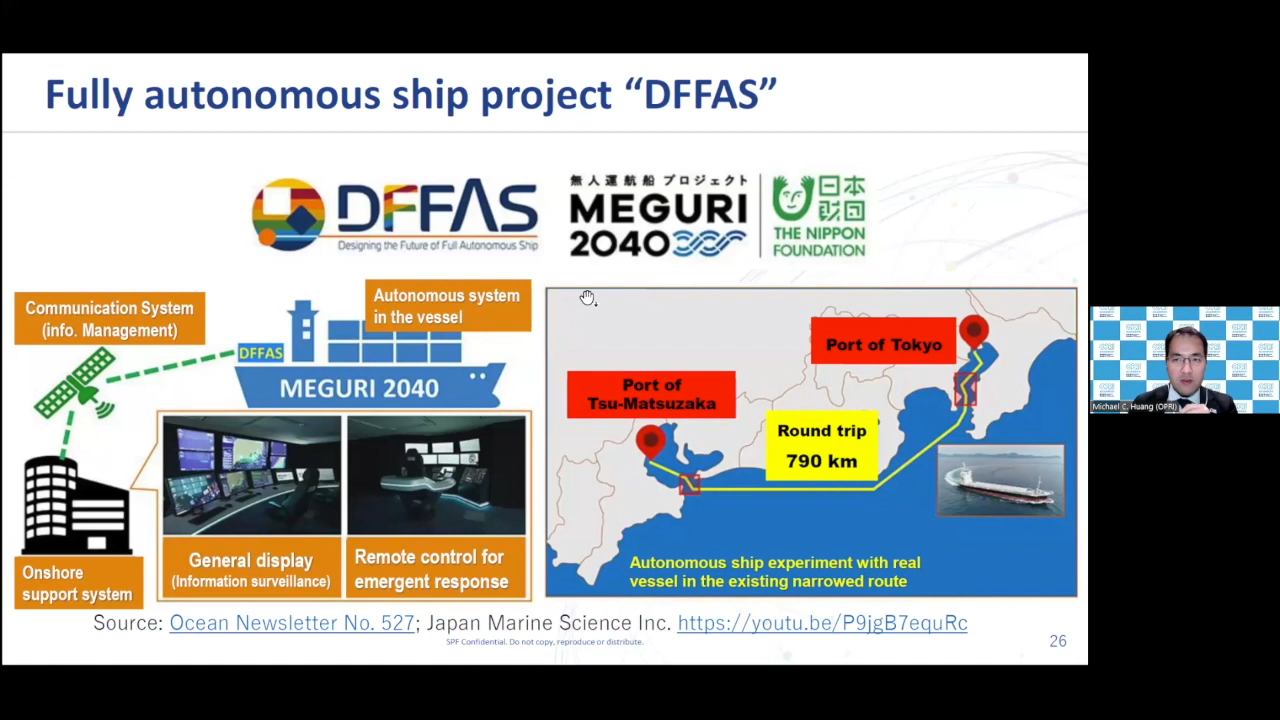 Fully autonomous ship project “DFFAS”
DFFAS
Designing the Future of Full Autonomous Ship
無人運航船 プロジェクト
MEGURI
2040
日本
財団
THE NIPPON
FOUNDATION
Communication System
(info. Management)
Autonomous system
in the vessel
DFFAS
MEGURI 2040
General display
(Information surveillance)
Remote control for
emergent response
Onshore
support system
Port of Tokyo
Port of
Tsu-Matsuzaka
Round trip
790 km
Autonomous ship experiment with real
vessel in the existing narrowed route
Source: Ocean Newsletter No. 527; Japan Marine Science Inc. https://youtu.be/P9jgB7equRc
SPF Confidential. Do not copy, reproduce or distribute.
26
Michael C. Huang (OPRI)